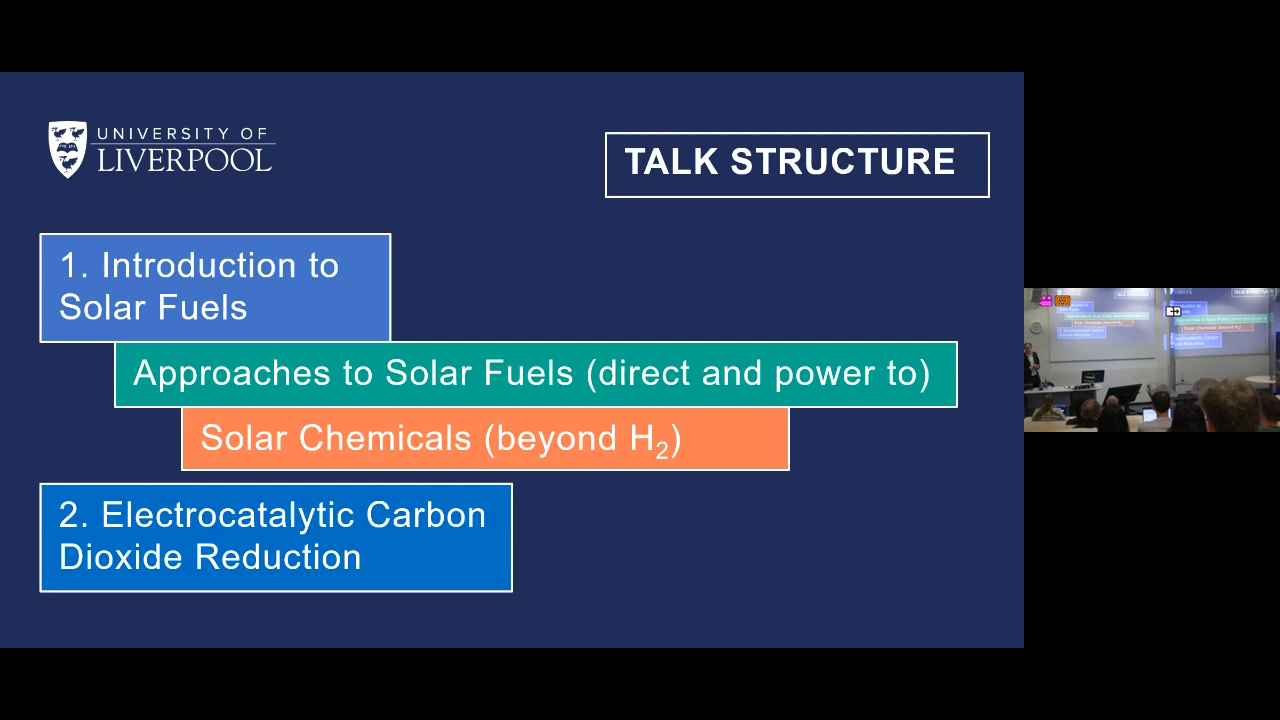 UNIVERSITY OF
LIVERPOOL
TALK STRUCTURE
1. Introduction to
Solar Fuels
Approaches to Solar Fuels (direct and power to)
Solar Chemicals (beyond H₂)
2. Electrocatalytic Carbon
Dioxide Reduction